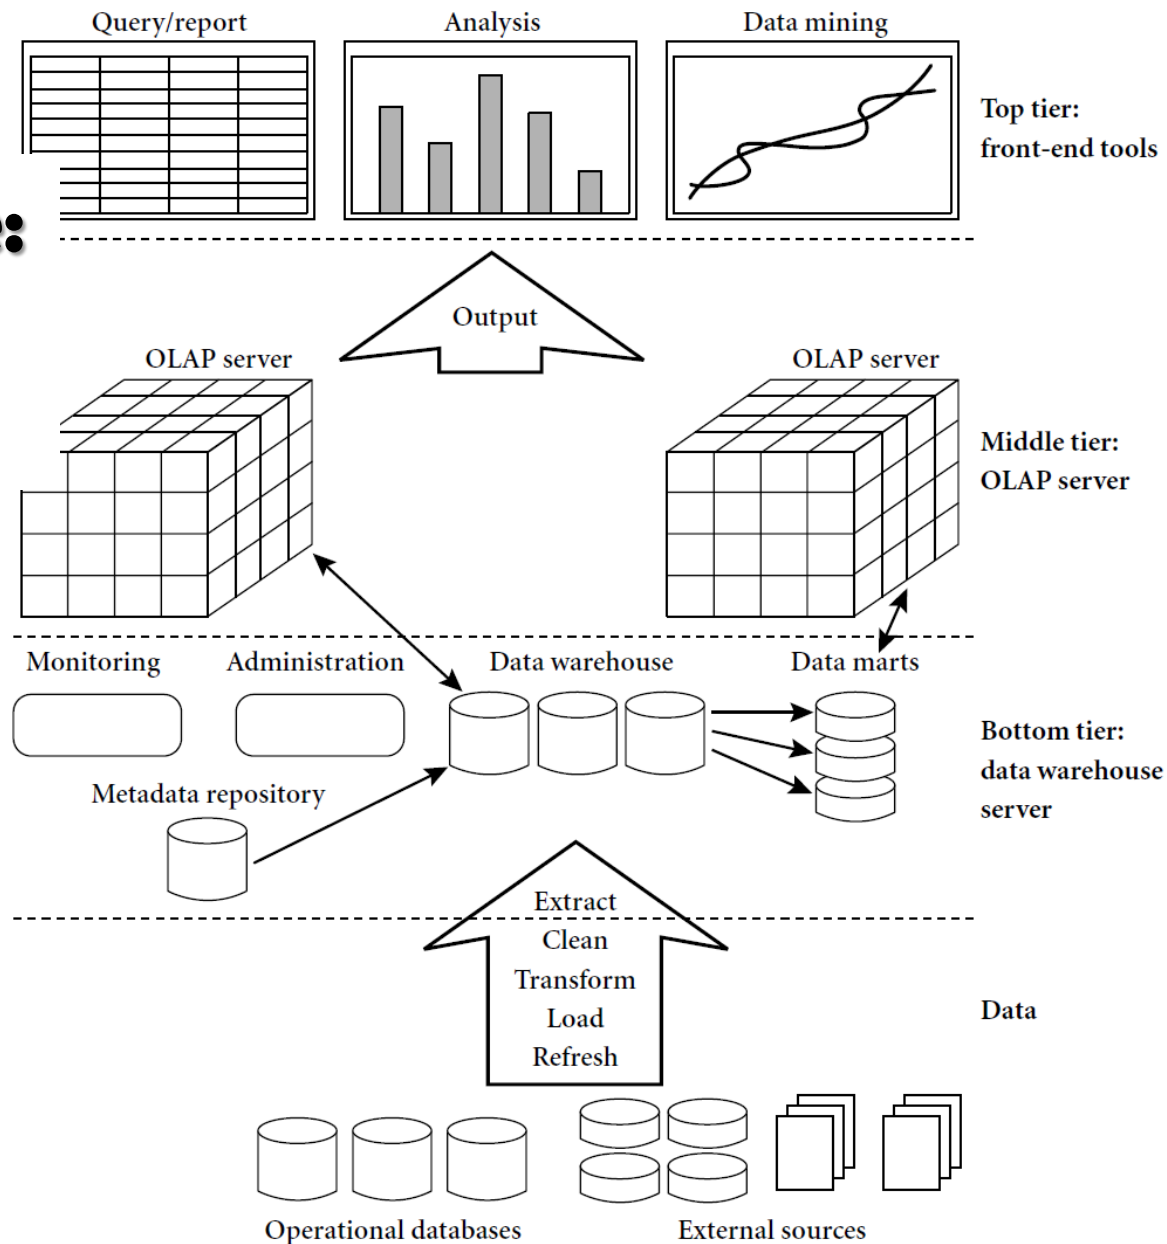 Query/report
Analysis
Data mining
Top tier:
front-end tools
Output
OLAP server
OLAP server
Middle tier:
OLAP server
Monitoring
Administration
Data warehouse
Data marts
Bottom tier:
data warehouse
server
Metadata repository
Extract
Clean
Transform
Load
Refresh
Data
Operational databases
External sources